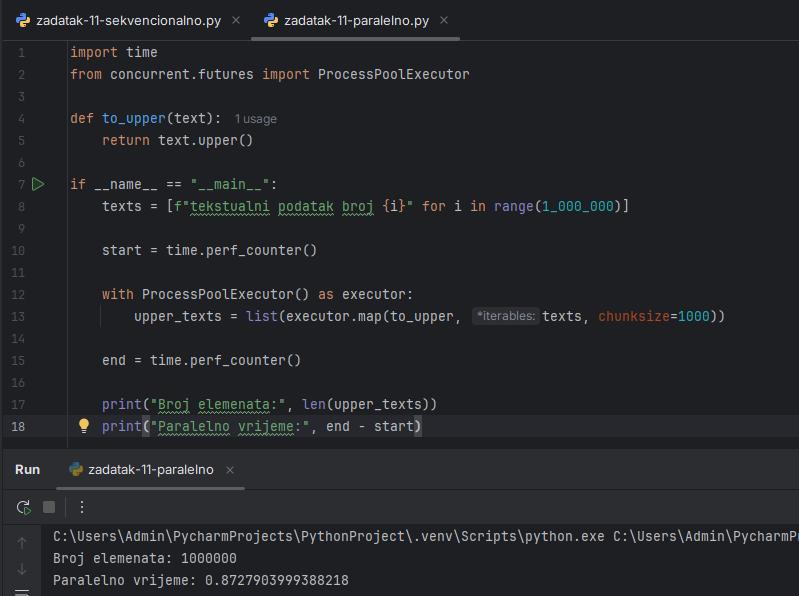 zadatak-11-sekvencionalno.py × zadatak-11-paralelno.py ×
1 import time
2 from concurrent.futures import ProcessPoolExecutor
3
4 def to_upper(text): 1 usage
5 return text.upper()
6
7 if __name__ == "__main__":
8 texts = [f"tekstualni podatak broj {i}" for i in range(1_000_000)]
9
10 start = time.perf_counter()
11
12 with ProcessPoolExecutor() as executor:
13 upper_texts = list(executor.map(to_upper, *iterables: texts, chunksize=1000))
14
15 end = time.perf_counter()
16
17 print("Broj elemenata:", len(upper_texts))
18 print("Paralelno vrijeme:", end - start)
Run zadatak-11-paralelno ×
C:\Users\Admin\PycharmProjects\PythonProject\.venv\Scripts\python.exe C:\Users\Admin\PycharmPr
Broj elemenata: 1000000
Paralelno vrijeme: 0.8727903999388218